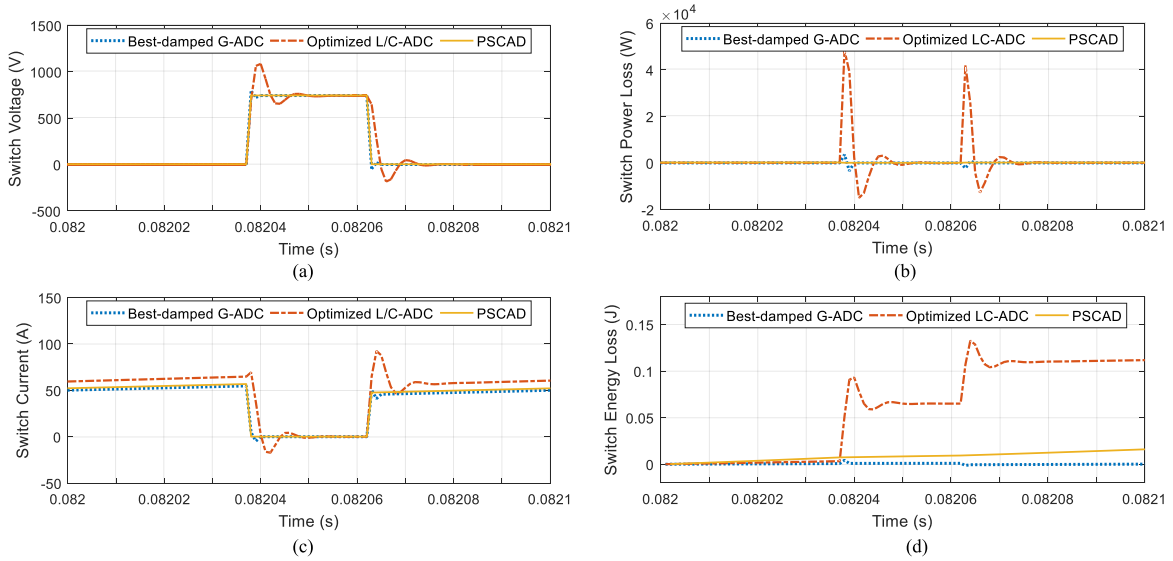 1500
1000
500
0
-500
Switch Voltage (V)
Best-damped G-ADC Optimized L/C-ADC PSCAD
0.082 0.08202 0.08204 0.08206 0.08208 0.0821
Time (s)
(a)
×10⁴
6
4
2
0
-2
Switch Power Loss (W)
Best-damped G-ADC Optimized LC-ADC PSCAD
0.082 0.08202 0.08204 0.08206 0.08208 0.0821
Time (s)
(b)
150
100
50
0
-50
Switch Current (A)
Best-damped G-ADC Optimized L/C-ADC PSCAD
0.082 0.08202 0.08204 0.08206 0.08208 0.0821
Time (s)
(c)
0.15
0.1
0.05
0
Switch Energy Loss (J)
Best-damped G-ADC Optimized LC-ADC PSCAD
0.082 0.08202 0.08204 0.08206 0.08208 0.0821
Time (s)
(d)